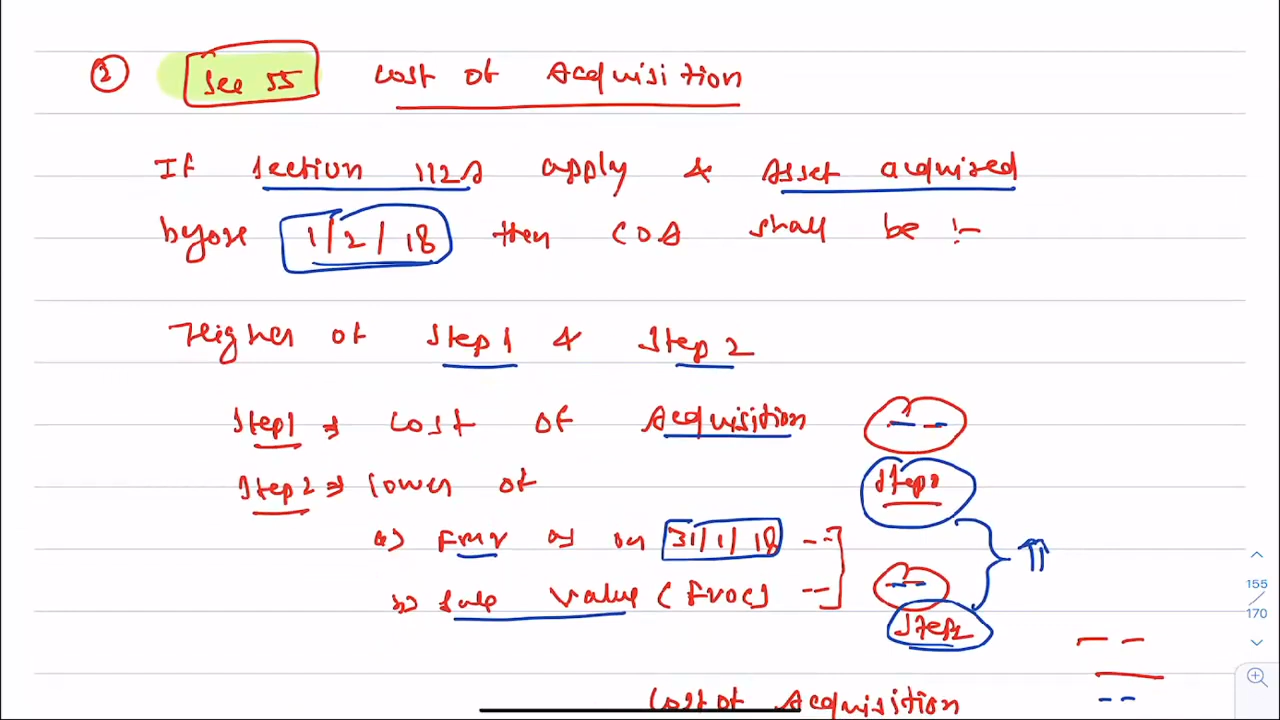 ② Sec 55 Cost of Acquisition
If Section 112A apply & Asset acquired
before 1/2/18 then COA shall be :-
Higher of Step 1 & Step 2
Step 1 ⇒ Cost of Acquisition --
Step 2 ⇒ lower of Step 1
a) FMV as on 31/1/18 --
b) Sale value (FVOC) -- --
Step 2
Cost of Acquisition
155
170